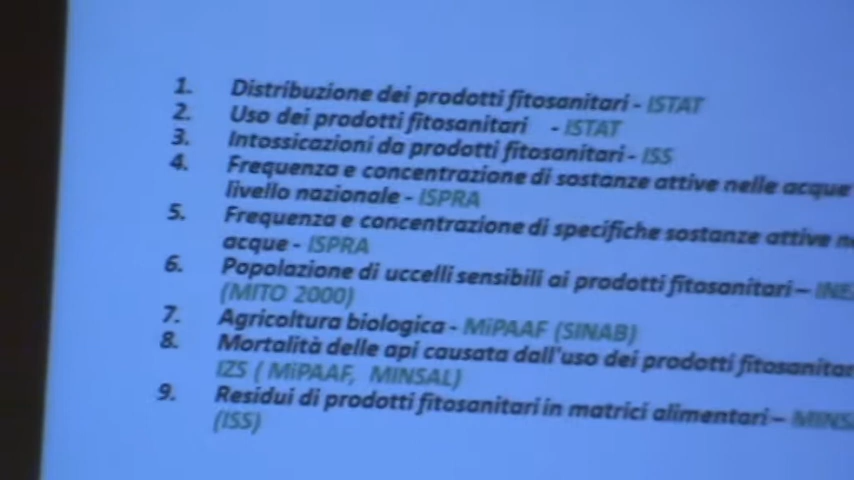 1. Distribuzione dei prodotti fitosanitari - ISTAT
2. Uso dei prodotti fitosanitari - ISTAT
3. Intossicazioni da prodotti fitosanitari - ISS
4. Frequenza e concentrazione di sostanze attive nelle acque
livello nazionale - ISPRA
5. Frequenza e concentrazione di specifiche sostanze attive
acque - ISPRA
6. Popolazione di uccelli sensibili ai prodotti fitosanitari –
(MITO 2000)
7. Agricoltura biologica - MiPAAF (SINAB)
8. Mortalità delle api causata dall'uso dei prodotti
IZS ( MiPAAF, MINSAL)
9. Residui di prodotti fitosanitari in matrici alimentari –
(ISS)